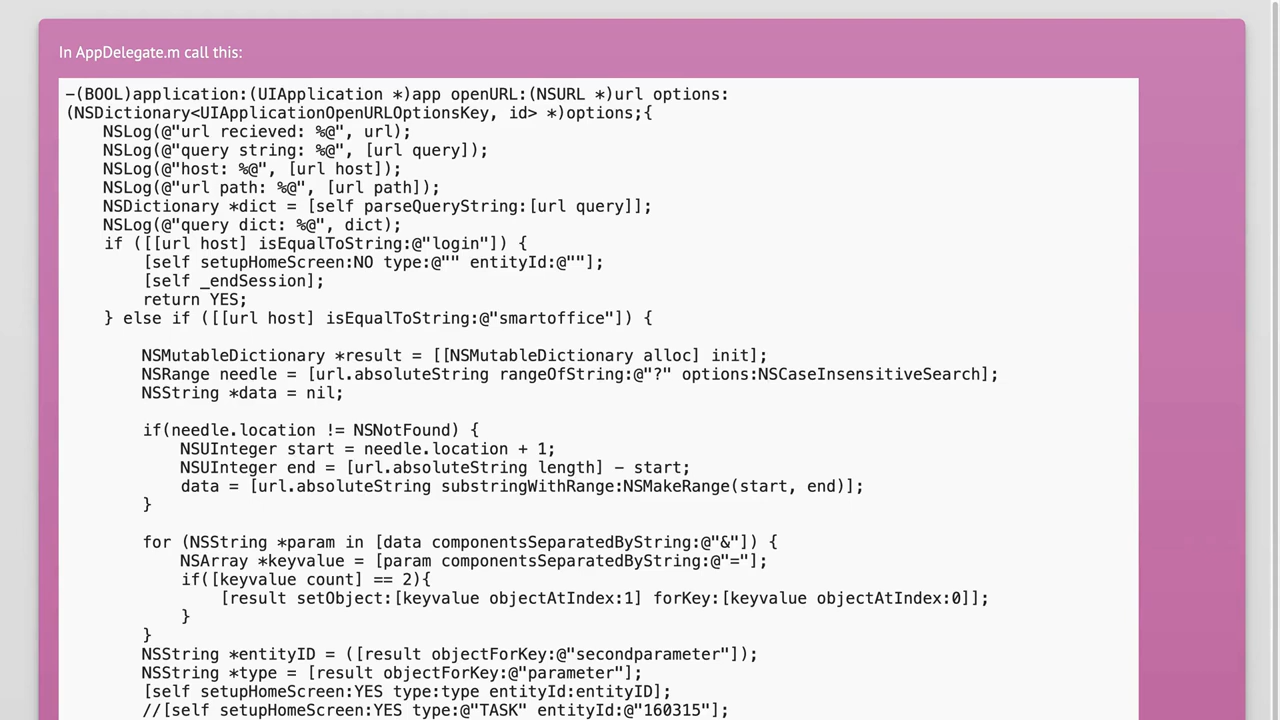 In AppDelegate.m call this:
-(BOOL)application:(UIApplication *)app openURL:(NSURL *)url options:
(NSDictionary<UIApplicationOpenURLOptionsKey, id> *)options;{
NSLog(@"url recieved: %@", url);
NSLog(@"query string: %@", [url query]);
NSLog(@"host: %@", [url host]);
NSLog(@"url path: %@", [url path]);
NSDictionary *dict = [self parseQueryString:[url query]];
NSLog(@"query dict: %@", dict);
if ([[url host] isEqualToString:@"login"]) {
[self setupHomeScreen:NO type:@"" entityId:@""];
[self _endSession];
return YES;
} else if ([[url host] isEqualToString:@"smartoffice"]) {
NSMutableDictionary *result = [[NSMutableDictionary alloc] init];
NSRange needle = [url.absoluteString rangeOfString:@"?" options:NSCaseInsensitiveSearch];
NSString *data = nil;
if(needle.location != NSNotFound) {
NSUInteger start = needle.location + 1;
NSUInteger end = [url.absoluteString length] - start;
data = [url.absoluteString substringWithRange:NSMakeRange(start, end)];
}
for (NSString *param in [data componentsSeparatedByString:@"&"]) {
NSArray *keyvalue = [param componentsSeparatedByString:@"="];
if([keyvalue count] == 2){
[result setObject:[keyvalue objectAtIndex:1] forKey:[keyvalue objectAtIndex:0]];
}
}
NSString *entityID = ([result objectForKey:@"secondparameter"]);
NSString *type = [result objectForKey:@"parameter"];
[self setupHomeScreen:YES type:type entityId:entityID];
//[self setupHomeScreen:YES type:@"TASK" entityId:@"160315"];